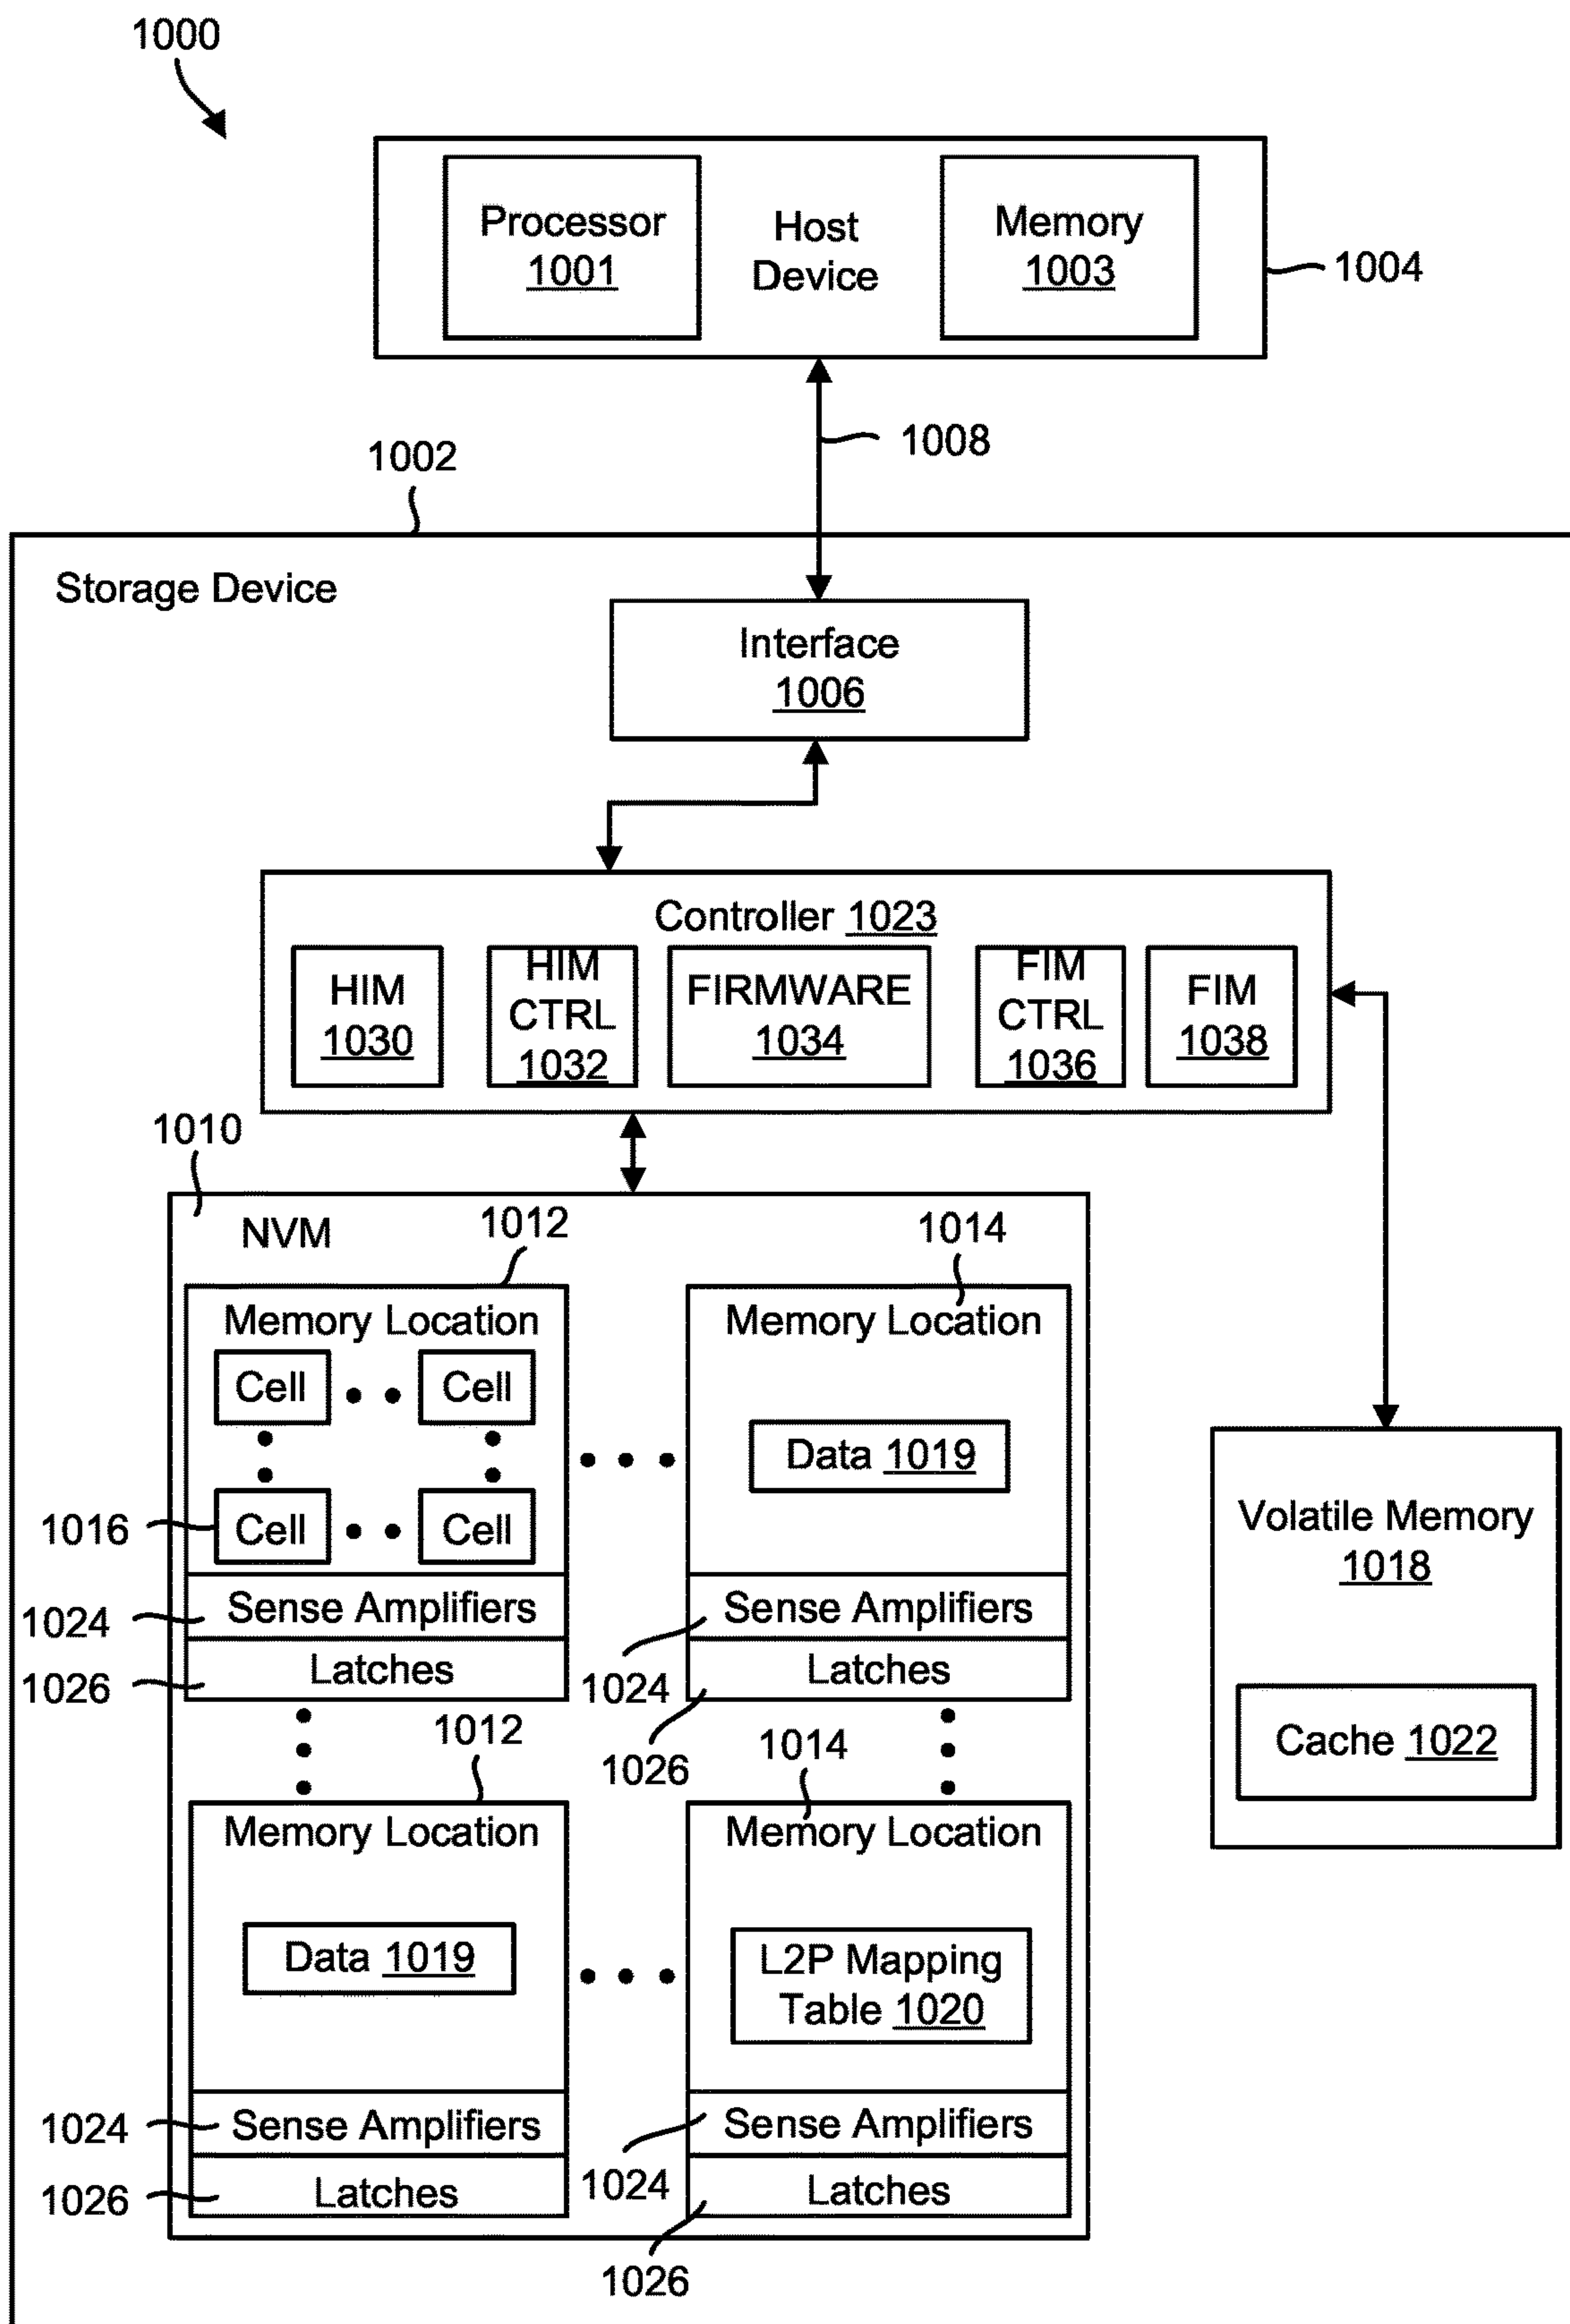 1000
Processor
1001
Host
Device
Memory
1003
1004
1008
1002
Storage Device
Interface
1006
Controller 1023
HIM
1030
HIM
CTRL
1032
FIRMWARE
1034
FIM
CTRL
1036
FIM
1038
1010
NVM
1012
1014
Memory Location
Cell
Cell
1016
Cell
Cell
1024
Sense Amplifiers
1026
Latches
Memory Location
Data 1019
Sense Amplifiers
1024
Latches
1026
Volatile Memory
1018
Cache 1022
1012
1014
Memory Location
Data 1019
1024
Sense Amplifiers
1026
Latches
Memory Location
L2P Mapping
Table 1020
Sense Amplifiers
1024
Latches
1026